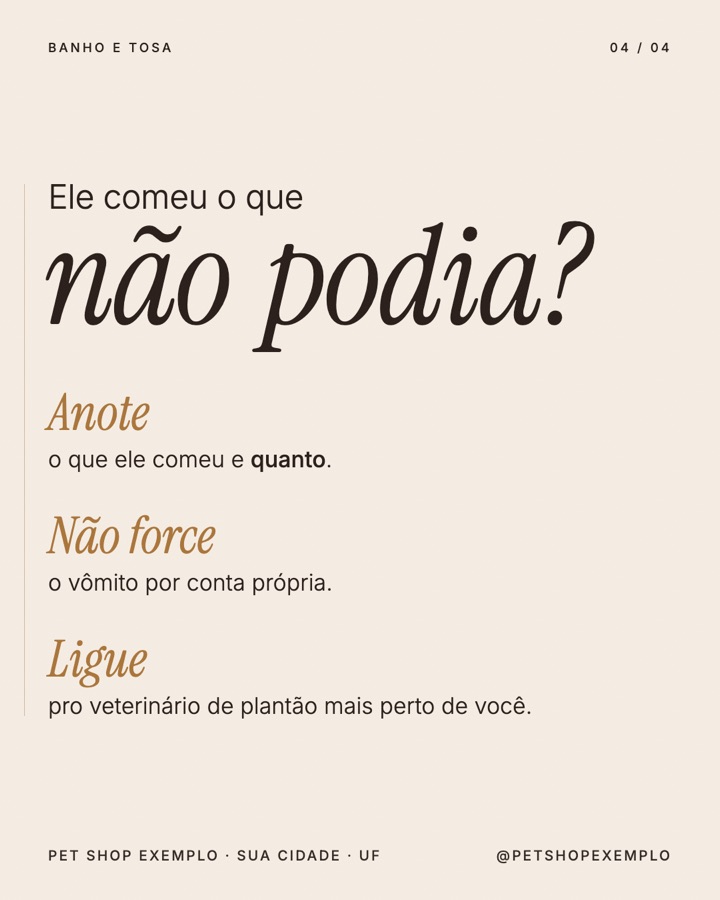 BANHO E TOSA
04 / 04
Ele comeu o que
não podia?
Anote
o que ele comeu e quanto.
Não force
o vômito por conta própria.
Ligue
pro veterinário de plantão mais perto de você.
PET SHOP EXEMPLO · SUA CIDADE · UF
@PETSHOPEXEMPLO